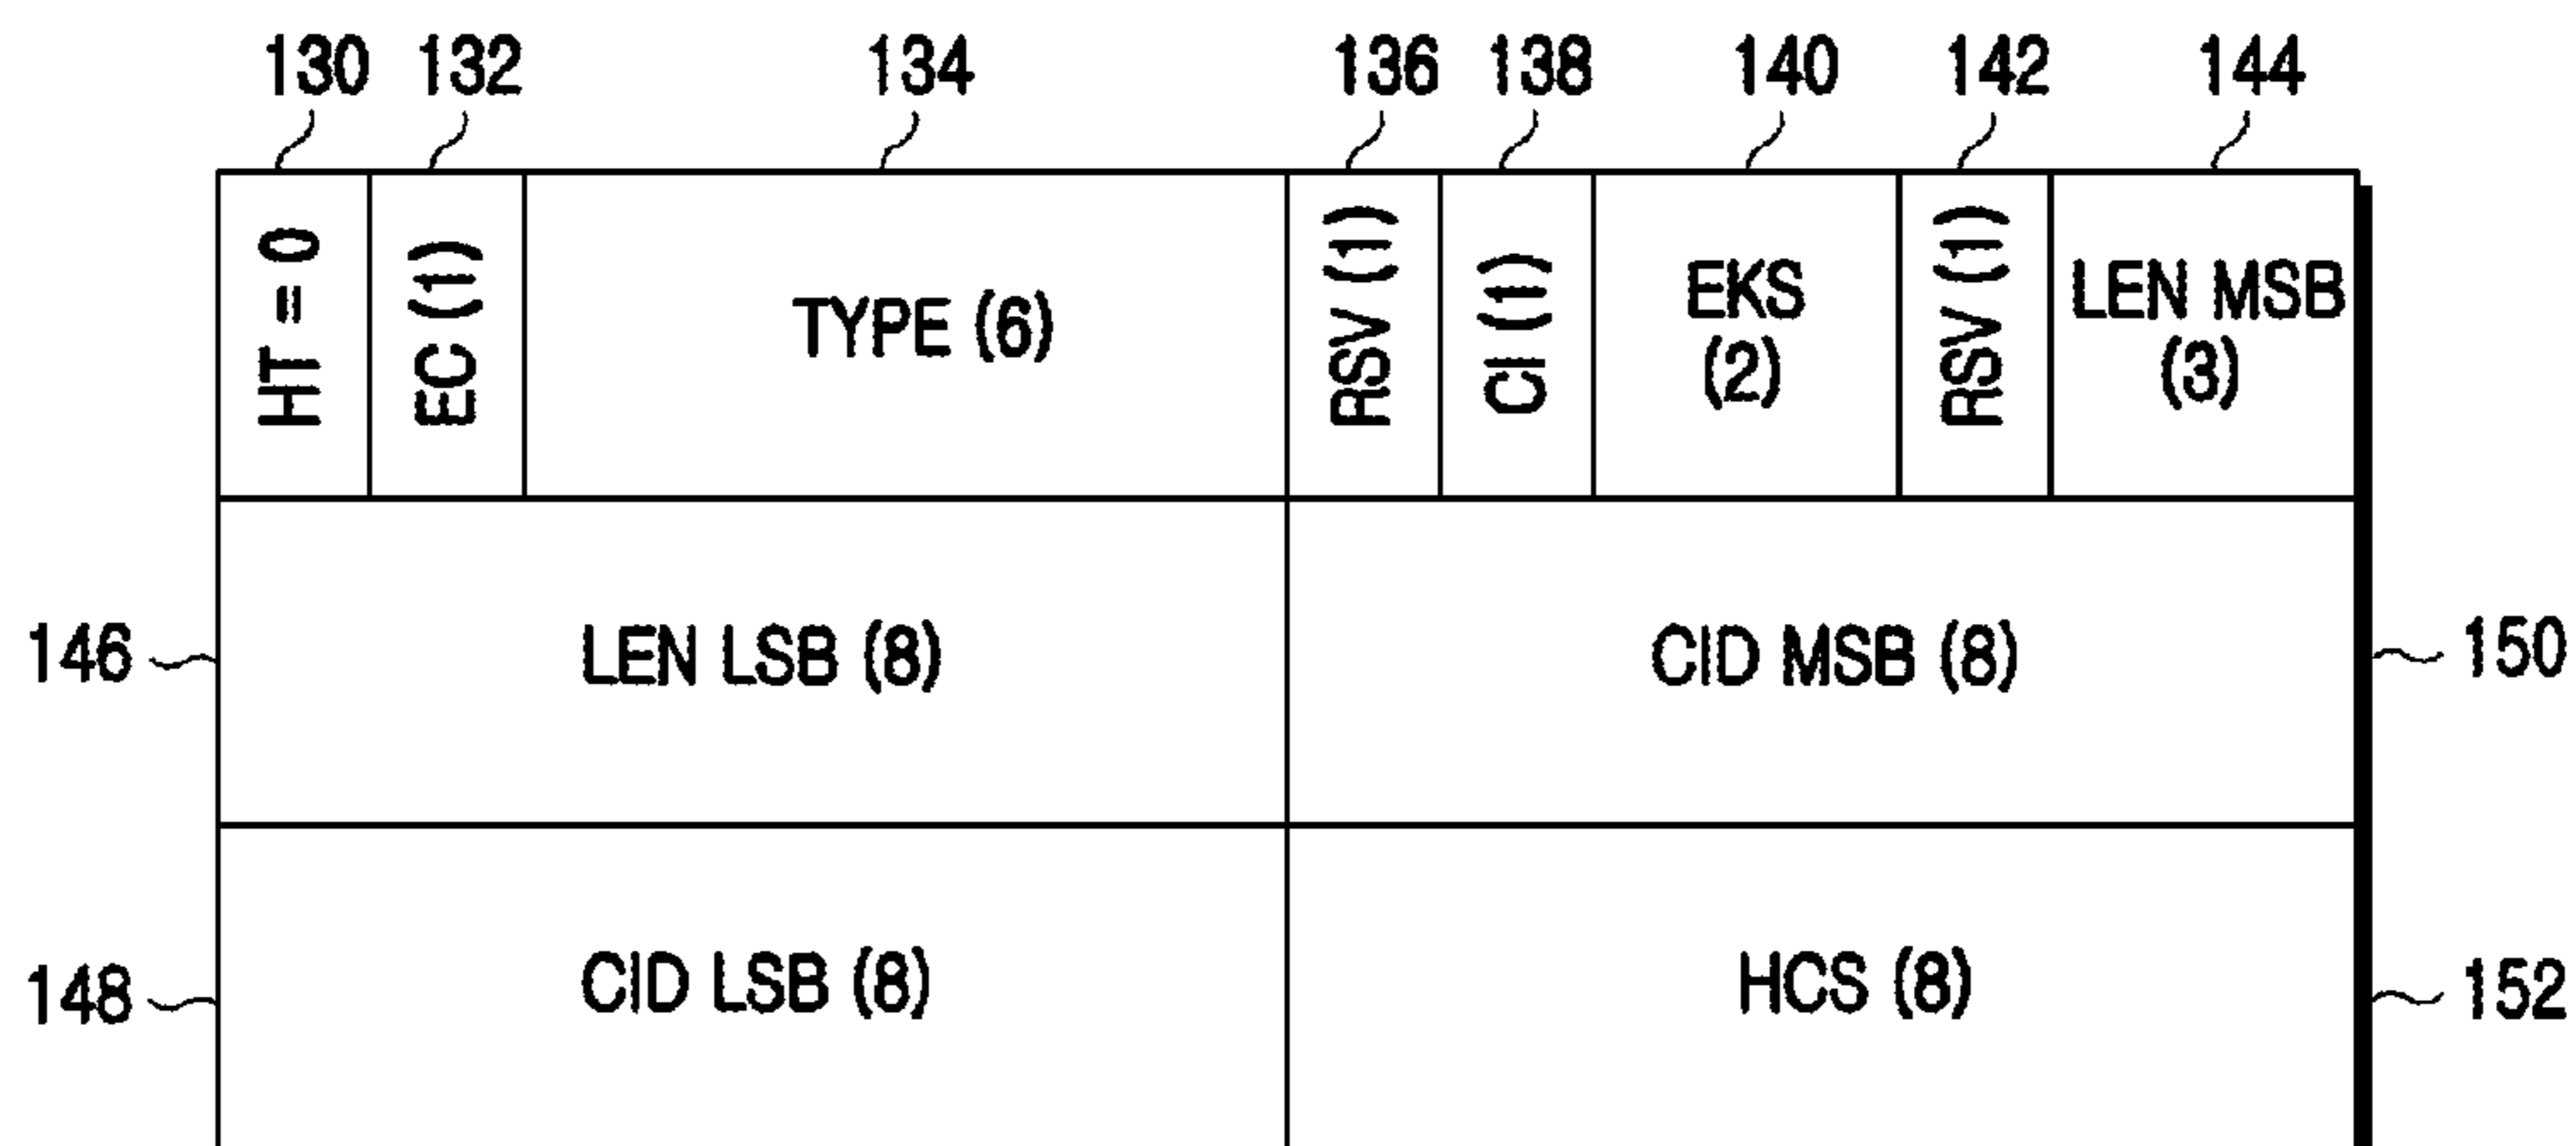 130 132 134 136 138 140 142 144
HT = 0
EC (1)
TYPE (6)
RSV (1)
CI (1)
EKS
(2)
RSV (1)
LEN MSB
(3)
146 LEN LSB (8) CID MSB (8) 150
148 CID LSB (8) HCS (8) 152